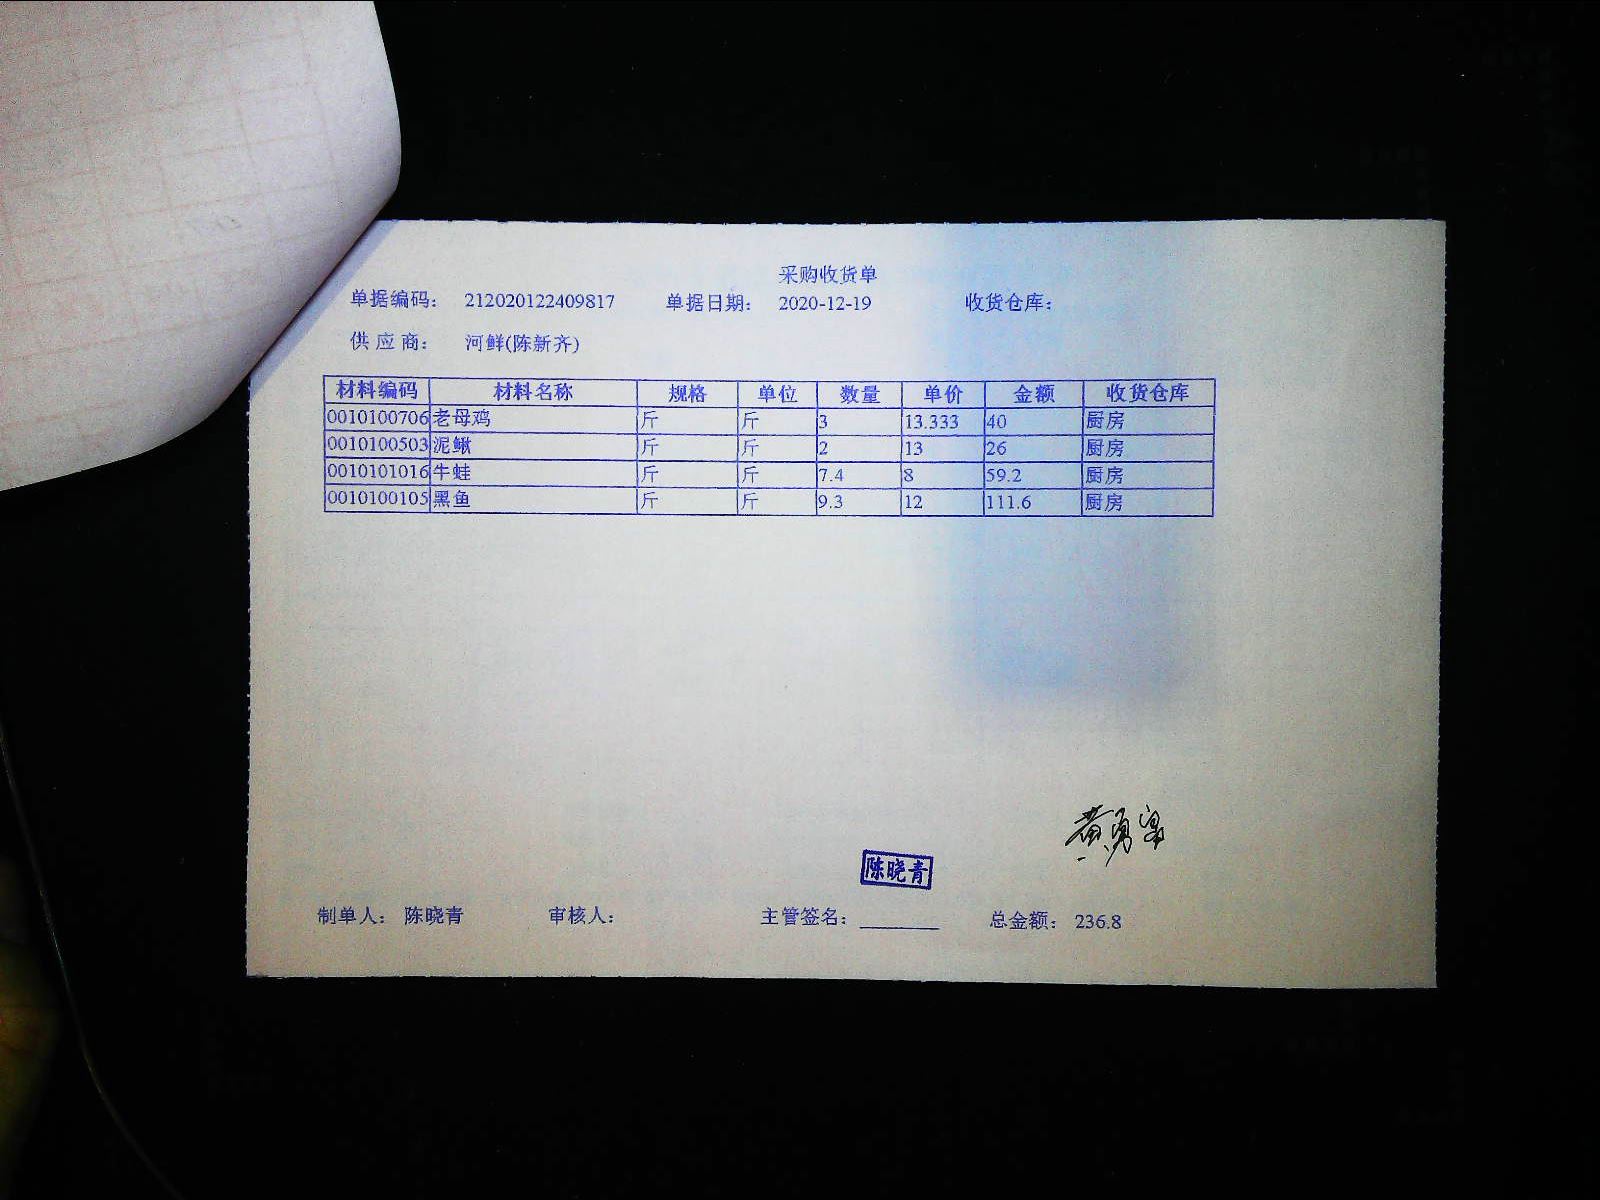 采购收货单
单据编码： 212020122409817 单据日期： 2020-12-19 收货仓库：
供 应 商： 河鲜(陈新齐)
材料编码 材料名称 规格 单位 数量 单价 金额 收货仓库
0010100706 老母鸡 斤 斤 3 13.333 40 厨房
0010100503 泥鳅 斤 斤 2 13 26 厨房
0010101016 牛蛙 斤 斤 7.4 8 59.2 厨房
0010100105 黑鱼 斤 斤 9.3 12 111.6 厨房
陈晓青
制单人： 陈晓青 审核人： 主管签名： 总金额： 236.8